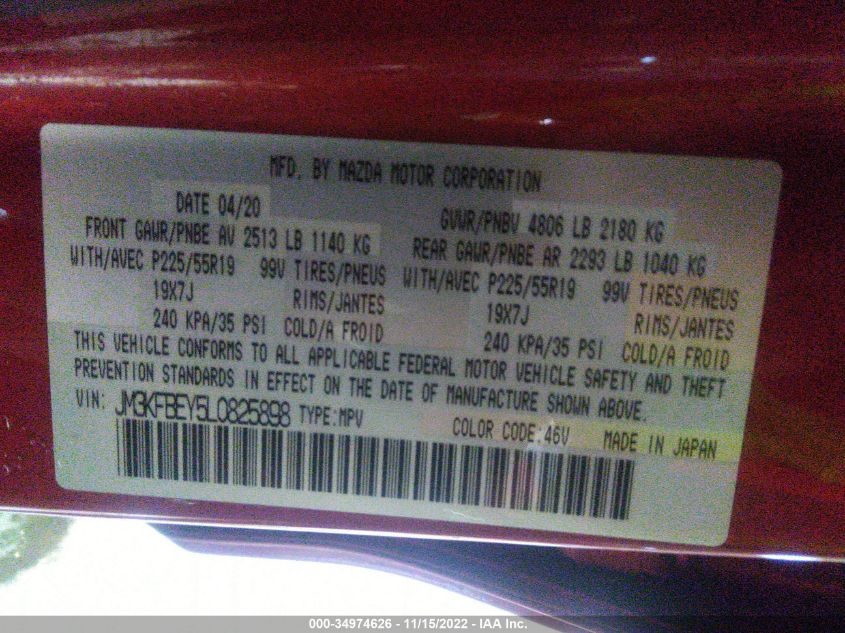 MFD. BY MAZDA MOTOR CORPORATION
DATE 04/20 GVWR/PNBV 4806 LB 2180 KG
FRONT GAWR/PNBE AV 2513 LB 1140 KG REAR GAWR/PNBE AR 2293 LB 1040 KG
WITH/AVEC P225/55R19 99V TIRES/PNEUS WITH/AVEC P225/55R19 99V TIRES/PNEUS
19X7J RIMS/JANTES 19X7J RIMS/JANTES
240 KPA/35 PSI COLD/A FROID 240 KPA/35 PSI COLD/A FROID
THIS VEHICLE CONFORMS TO ALL APPLICABLE FEDERAL MOTOR VEHICLE SAFETY AND THEFT
PREVENTION STANDARDS IN EFFECT ON THE DATE OF MANUFACTURE SHOWN ABOVE.
VIN: JM3KFBEY5L0825898 TYPE:MPV COLOR CODE:46V MADE IN JAPAN
000-34974626 - 11/15/2022 - IAA Inc.